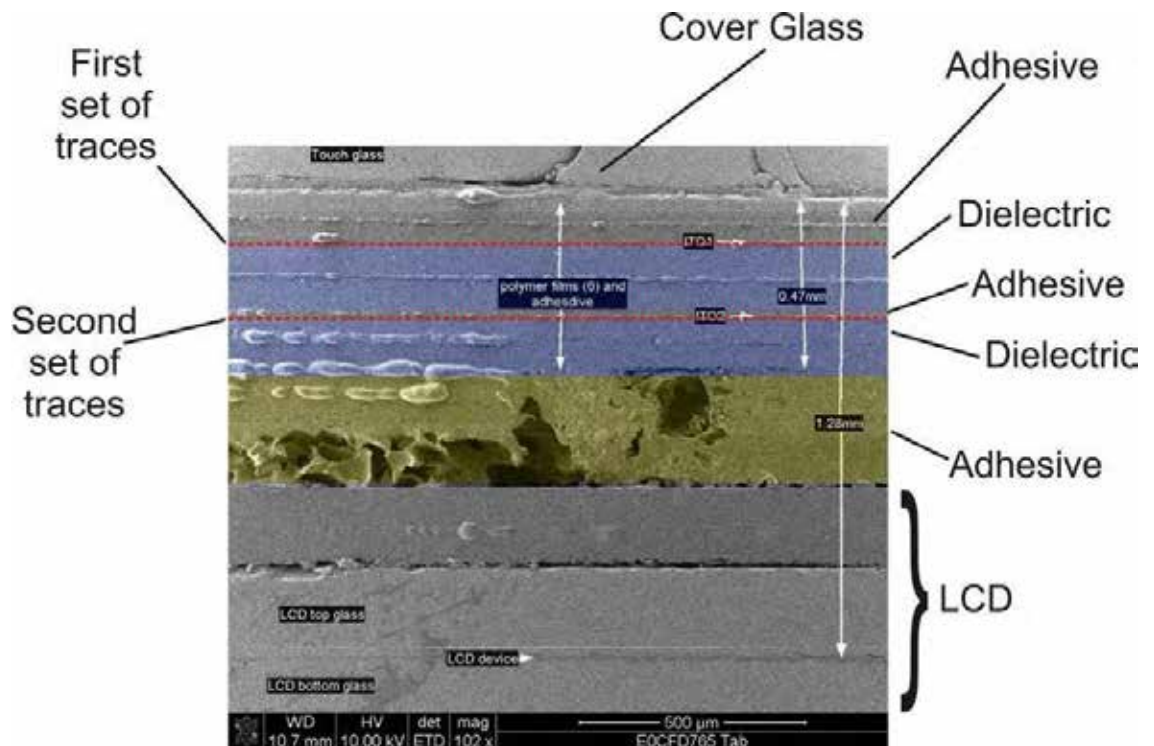 Cover Glass
Adhesive
First
set of
traces
Touch glass
Dielectric
ITO1
Adhesive
polymer films (6) and
adhesdive
0.47mm
Second
set of
traces
ITO2
Dielectric
1.28mm
Adhesive
LCD
LCD top glass
LCD device
LCD bottom glass
WD
HV
det
mag
500 µm
10.7 mm
10.00 kV
ETD
102 x
E0CFD765 Tab